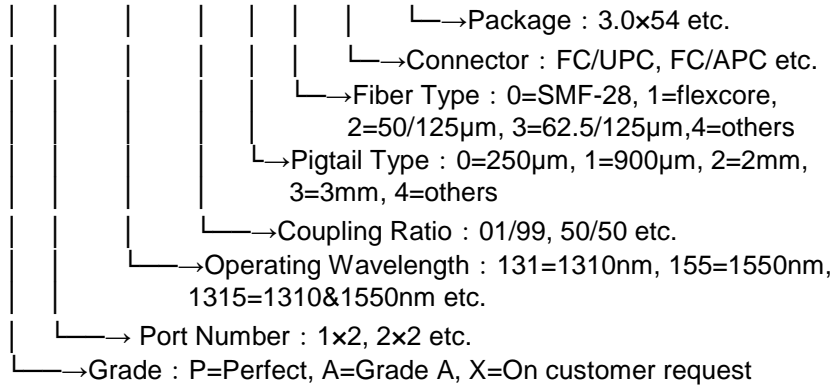 →Package：3.0×54 etc.
→Connector：FC/UPC, FC/APC etc.
→Fiber Type：0=SMF-28, 1=flexcore,
2=50/125μm, 3=62.5/125μm,4=others
→Pigtail Type：0=250μm, 1=900μm, 2=2mm,
3=3mm, 4=others
→Coupling Ratio：01/99, 50/50 etc.
→Operating Wavelength：131=1310nm, 155=1550nm,
1315=1310&1550nm etc.
→ Port Number：1×2, 2×2 etc.
→Grade：P=Perfect, A=Grade A, X=On customer request